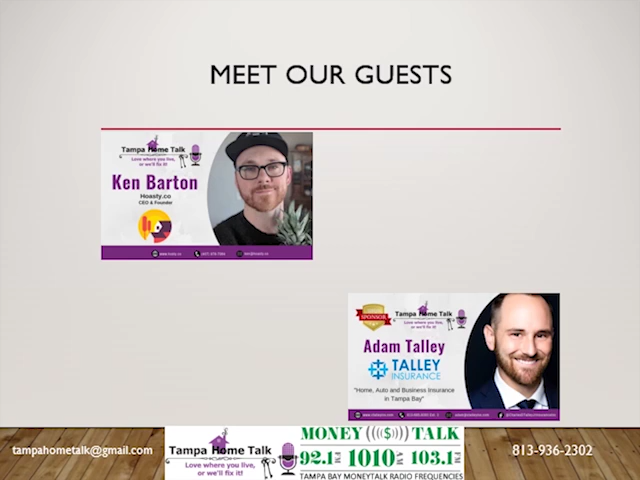 MEET OUR GUESTS
Tampa Home Talk
Love where you live,
or we'll fix it!
Ken Barton
Hoasty.co
CEO & Founder
SPONSOR
Tampa Home Talk
Love where you live,
or we'll fix it!
Adam Talley
TALLEY
INSURANCE
"Home, Auto and Business Insurance
in Tampa Bay"
tampahometalk@gmail.com
Tampa Home Talk
Love where you live,
or we'll fix it!
MONEY (((($)))) TALK
92.1 FM 1010 AM 103.1 FM
TAMPA BAY MONEYTALK RADIO FREQUENCIES
813-936-2302